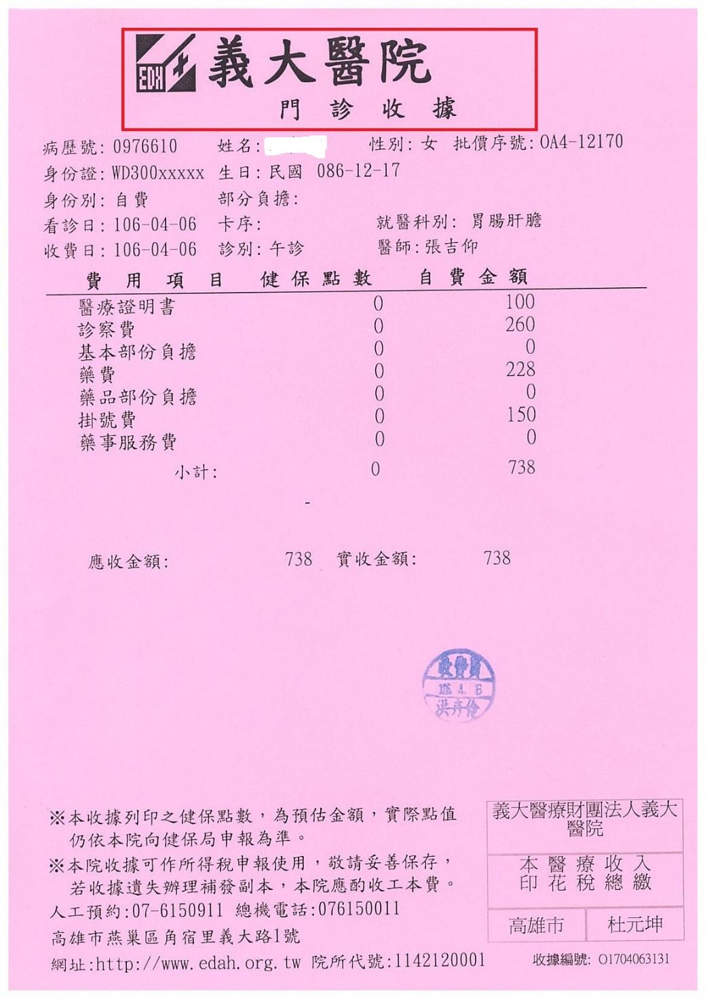 EDH 義大醫院
門診收據
病歷號: 0976610 姓名: 性別: 女 批價序號: OA4-12170
身份證: WD300xxxxx 生日: 民國 086-12-17
身份別: 自費 部分負擔:
看診日: 106-04-06 卡序: 就醫科別: 胃腸肝膽
收費日: 106-04-06 診別: 午診 醫師: 張吉仰
費用項目 健保點數 自費金額
醫療證明書 0 100
診察費 0 260
基本部份負擔 0 0
藥費 0 228
藥品部份負擔 0 0
掛號費 0 150
藥事服務費 0 0
小計: 0 738
-
應收金額: 738 實收金額: 738
收費員
106. 4. 6
※本收據列印之健保點數，為預估金額，實際點值
仍依本院向健保局申報為準。
※本院收據可作所得稅申報使用，敬請妥善保存，
若收據遺失辦理補發副本，本院應酌收工本費。
人工預約:07-6150911 總機電話:076150011
高雄市燕巢區角宿里義大路1號
網址:http://www.edah.org.tw 院所代號:1142120001
義大醫療財團法人義大
醫院
本醫療收入
印花稅總繳
高雄市 杜元坤
收據編號: O1704063131